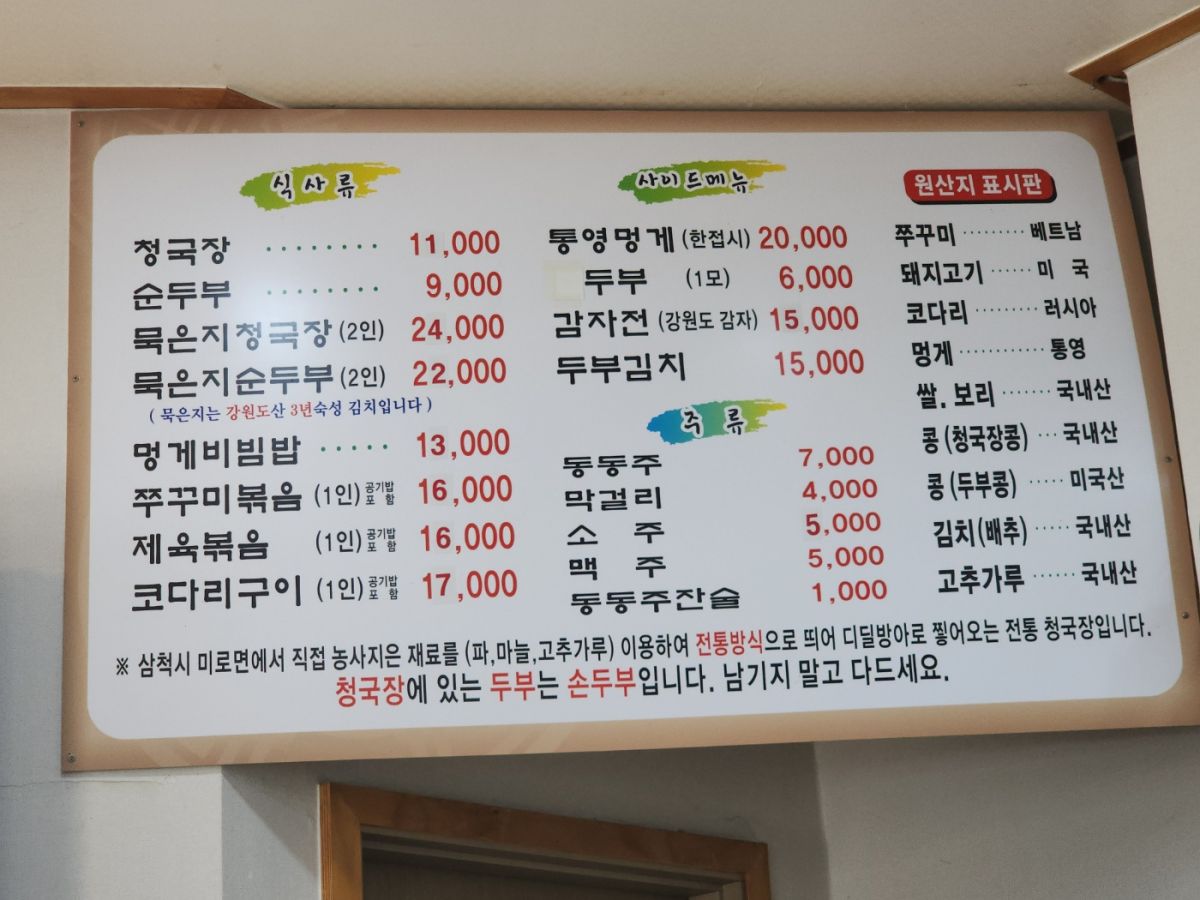 식사류
청국장 ········ 11,000
순두부 ········ 9,000
묵은지청국장 (2인) 24,000
묵은지순두부 (2인) 22,000
( 묵은지는 강원도산 3년숙성 김치입니다 )
멍게비빔밥 ····· 13,000
쭈꾸미볶음 (1인) 공기밥 포함 16,000
제육볶음 (1인) 공기밥 포함 16,000
코다리구이 (1인) 공기밥 포함 17,000
사이드메뉴
통영멍게 (한접시) 20,000
두부 (1모) 6,000
감자전 (강원도 감자) 15,000
두부김치 15,000
주류
동동주 7,000
막걸리 4,000
소 주 5,000
맥 주 5,000
동동주잔술 1,000
원산지 표시판
쭈꾸미 ········· 베트남
돼지고기 ······ 미 국
코다리 ········· 러시아
멍게 ············ 통영
쌀. 보리 ········ 국내산
콩 (청국장콩) ··· 국내산
콩 (두부콩) ····· 미국산
김치(배추) ····· 국내산
고추가루 ······ 국내산
※ 삼척시 미로면에서 직접 농사지은 재료를 (파,마늘,고추가루) 이용하여 전통방식으로 띄어 디딜방아로 찧어오는 전통 청국장입니다.
청국장에 있는 두부는 손두부입니다. 남기지 말고 다드세요.